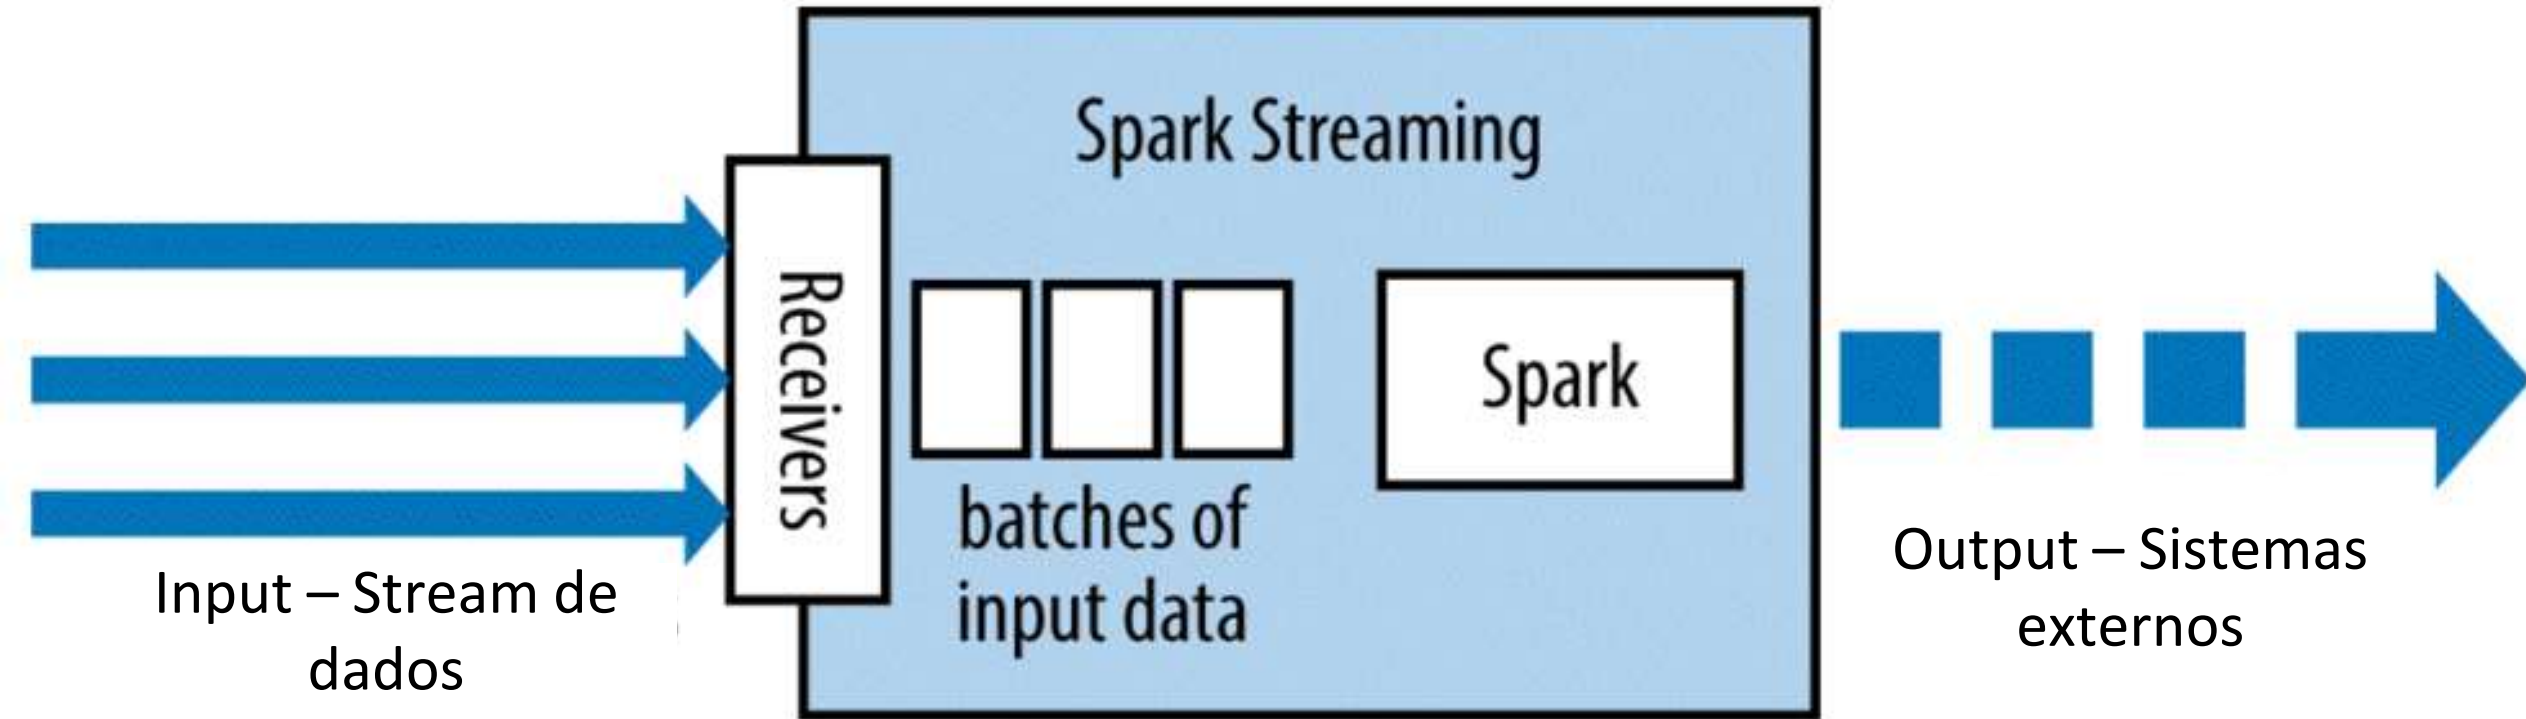 Spark Streaming
Receivers
batches of
input data
Spark
Input – Stream de
dados
Output – Sistemas
externos